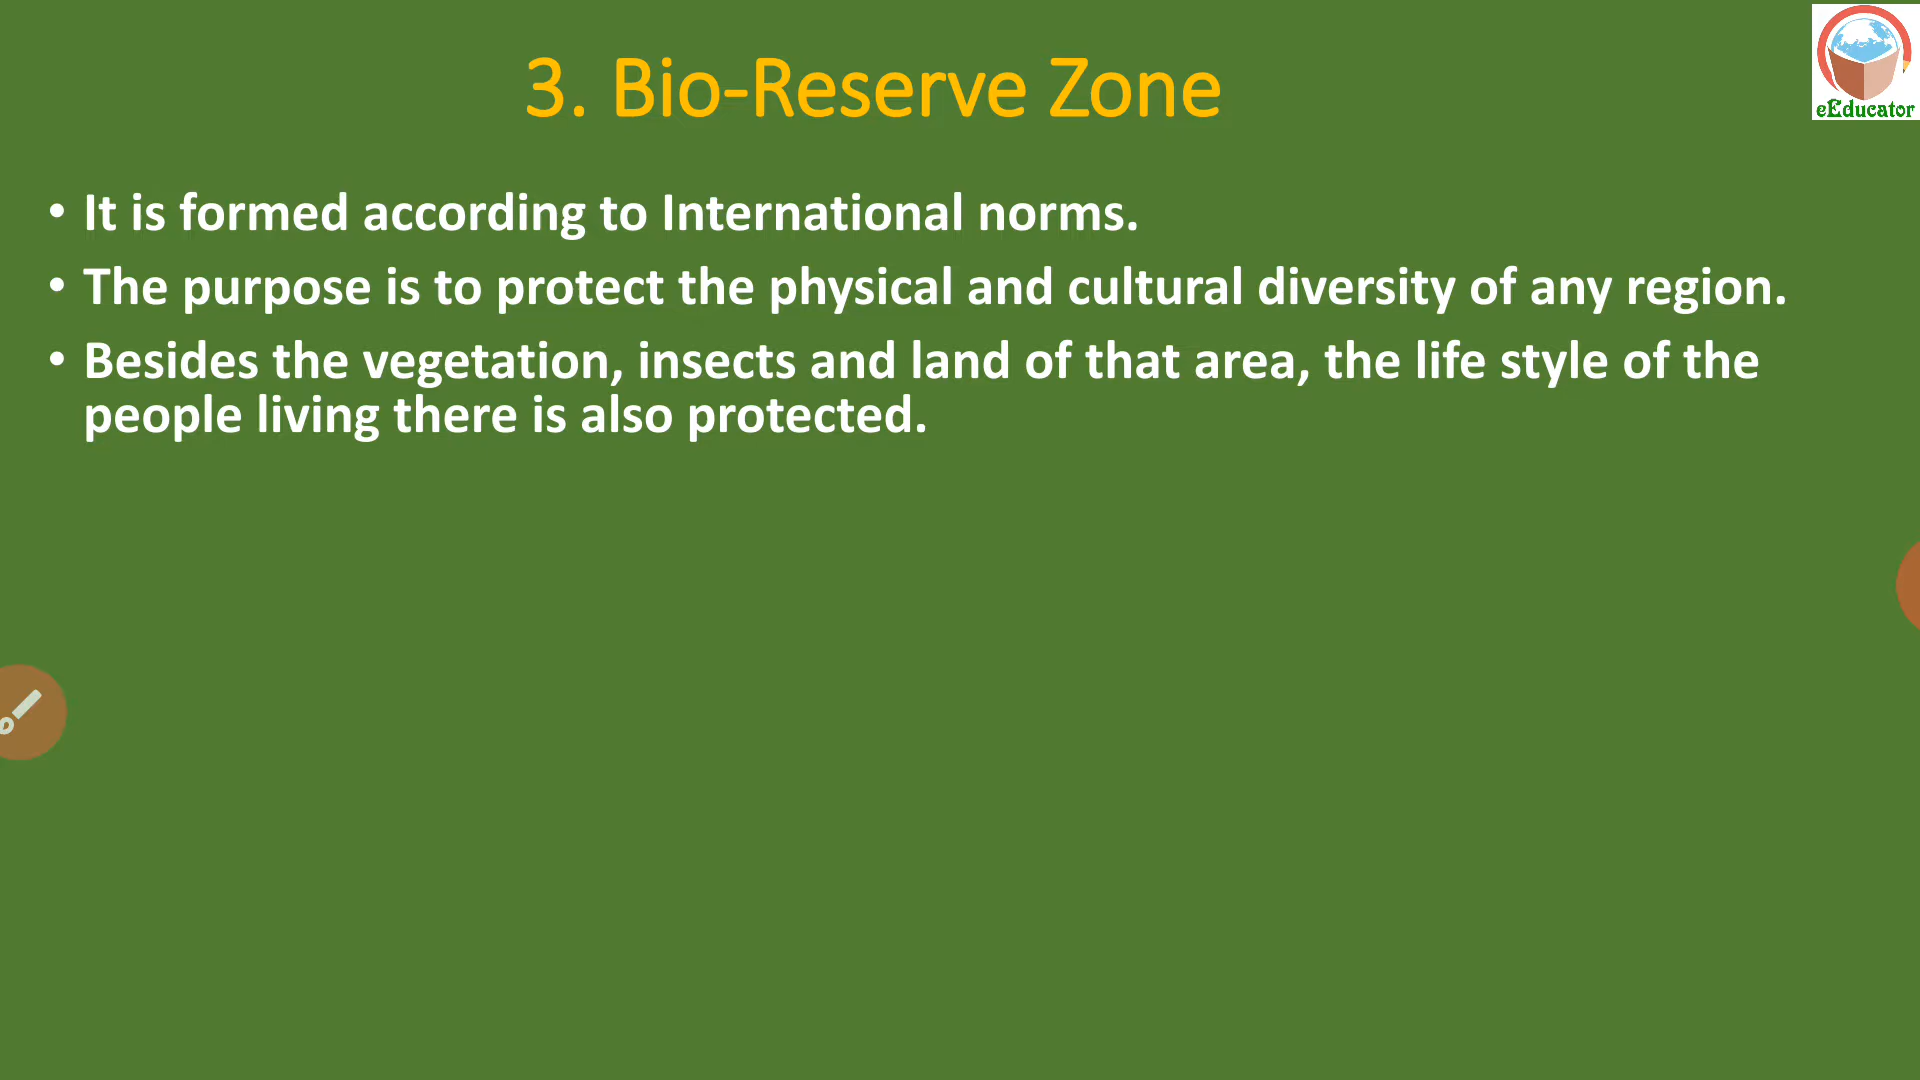 3. Bio-Reserve Zone
eEducator
• It is formed according to International norms.
• The purpose is to protect the physical and cultural diversity of any region.
• Besides the vegetation, insects and land of that area, the life style of the
people living there is also protected.